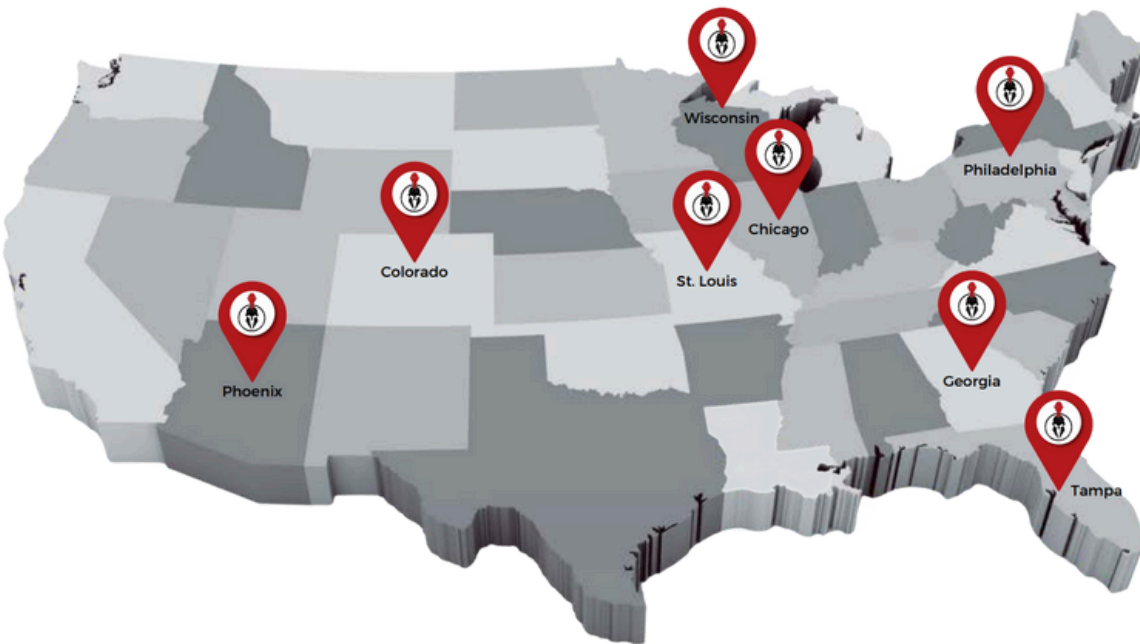 Wisconsin
Philadelphia
Chicago
Colorado
St. Louis
Georgia
Phoenix
Tampa